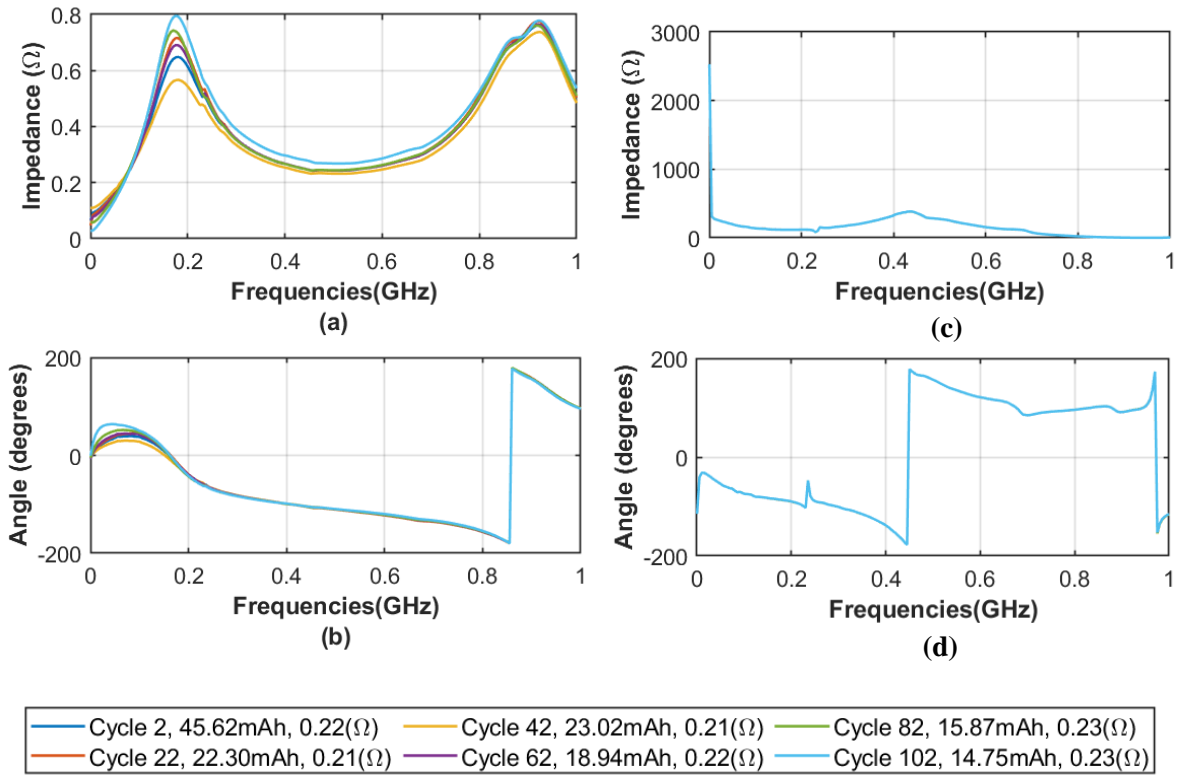 0.8
0.6
0.4
0.2
0
Impedance (Ω)
0 0.2 0.4 0.6 0.8 1
Frequencies(GHz)
(a)
3000
2000
1000
0
Impedance (Ω)
0 0.2 0.4 0.6 0.8 1
Frequencies(GHz)
(c)
200
0
-200
Angle (degrees)
0 0.2 0.4 0.6 0.8 1
Frequencies(GHz)
(b)
200
0
-200
Angle (degrees)
0 0.2 0.4 0.6 0.8 1
Frequencies(GHz)
(d)
Cycle 2, 45.62mAh, 0.22(Ω) Cycle 42, 23.02mAh, 0.21(Ω) Cycle 82, 15.87mAh, 0.23(Ω)
Cycle 22, 22.30mAh, 0.21(Ω) Cycle 62, 18.94mAh, 0.22(Ω) Cycle 102, 14.75mAh, 0.23(Ω)